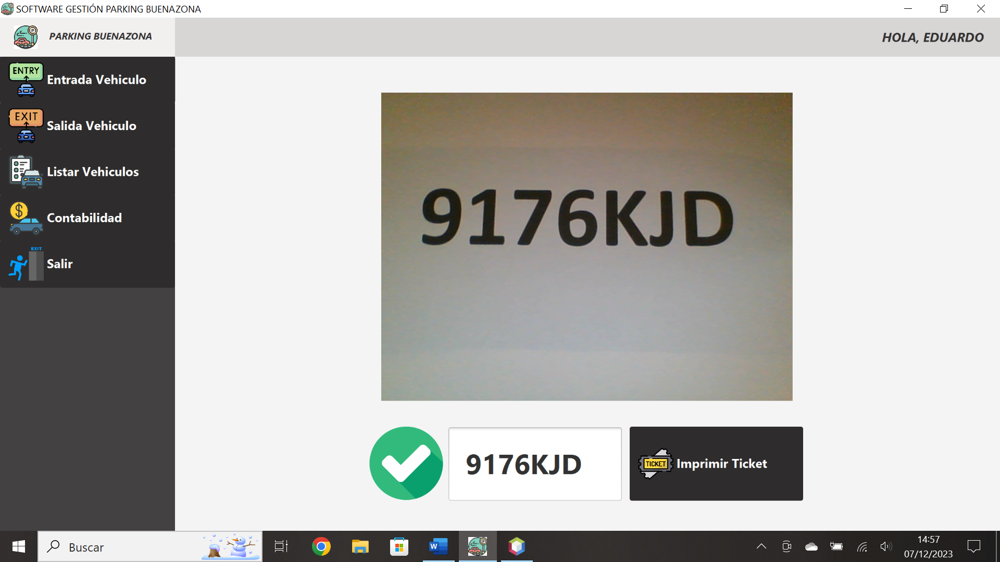 SOFTWARE GESTIÓN PARKING BUENAZONA
PARKING BUENAZONA
HOLA, EDUARDO
ENTRY
Entrada Vehiculo
EXIT
Salida Vehiculo
Listar Vehiculos
$
Contabilidad
EXIT
Salir
9176KJD
9176KJD
TICKET
Imprimir Ticket
Buscar
W
P
14:57
07/12/2023